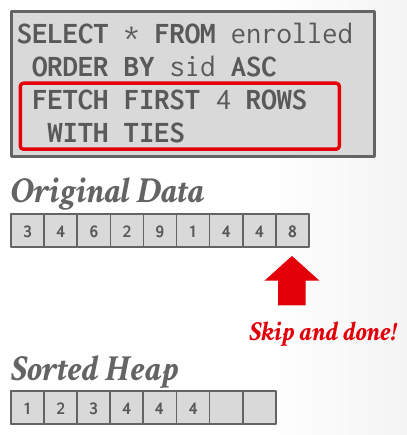 SELECT * FROM enrolled
ORDER BY sid ASC
FETCH FIRST 4 ROWS
WITH TIES
Original Data
3 4 6 2 9 1 4 4 8
Skip and done!
Sorted Heap
1 2 3 4 4 4